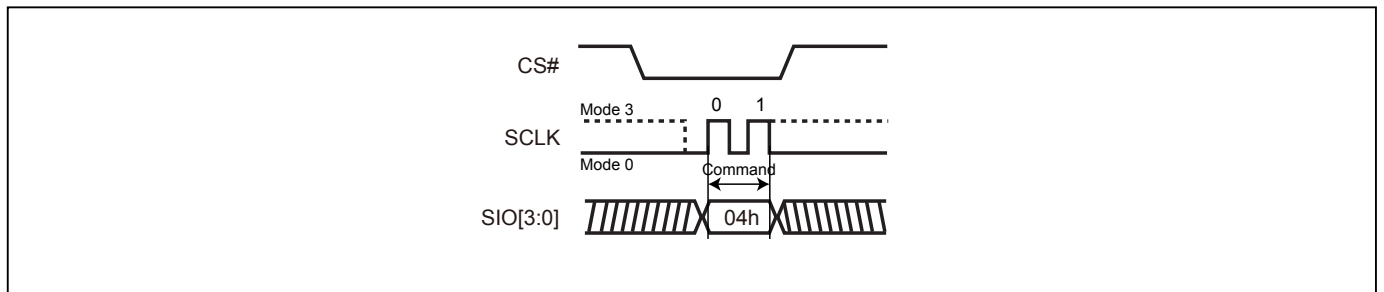 CS#
Mode 3
0 1
SCLK
Mode 0
Command
SIO[3:0]
04h